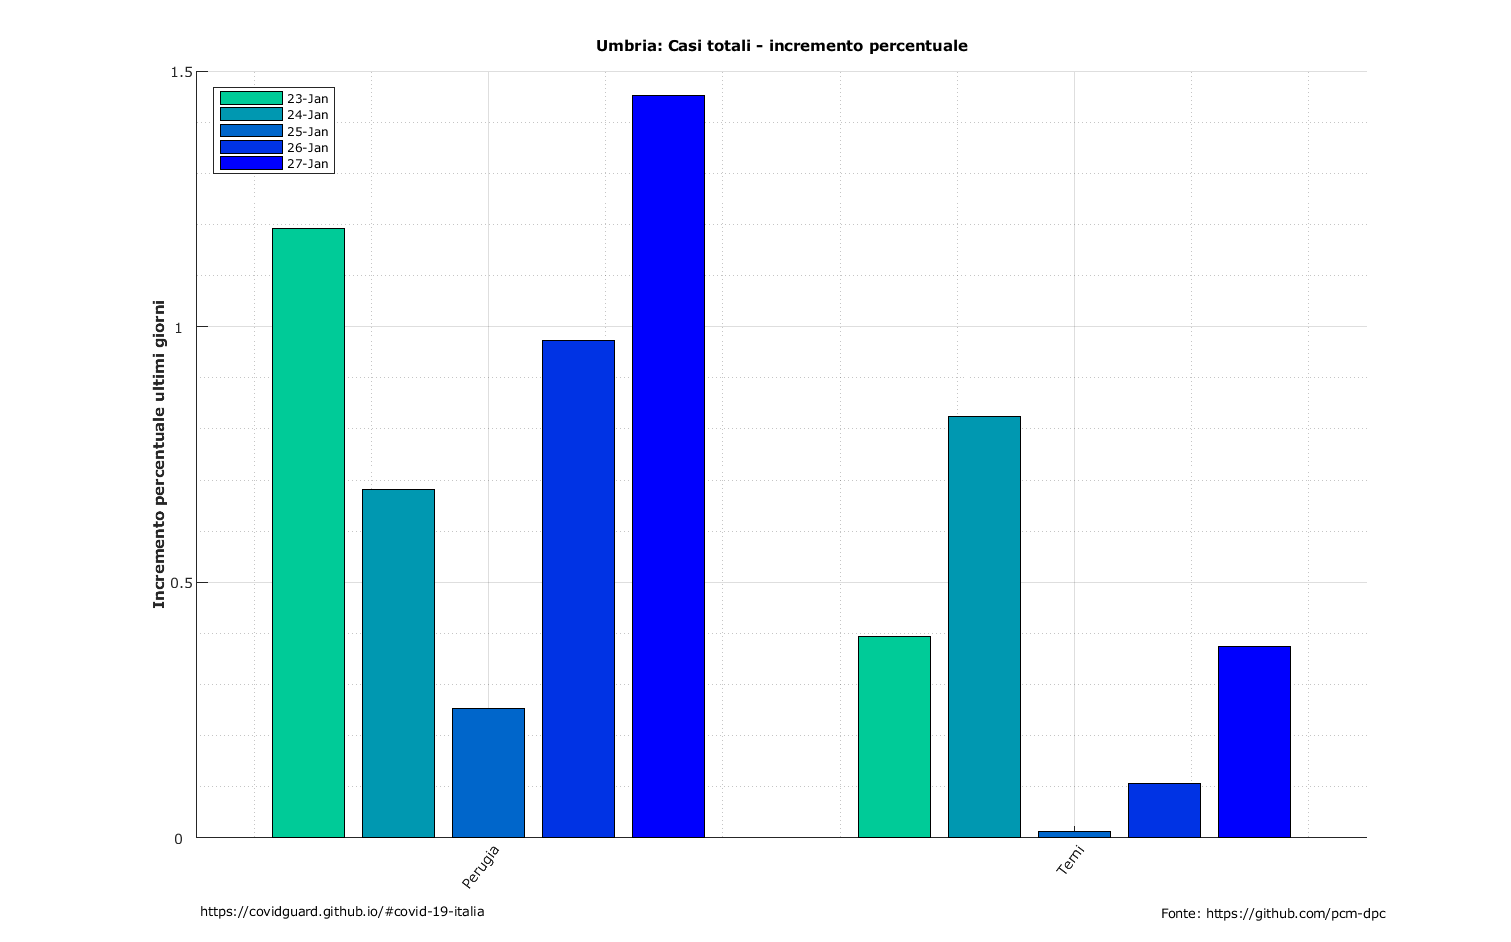 Umbria: Casi totali - incremento percentuale
1.5
23-Jan
24-Jan
25-Jan
26-Jan
27-Jan
1
Incremento percentuale ultimi giorni
0.5
0
Perugia
Terni
https://covidguard.github.io/#covid-19-italia
Fonte: https://github.com/pcm-dpc